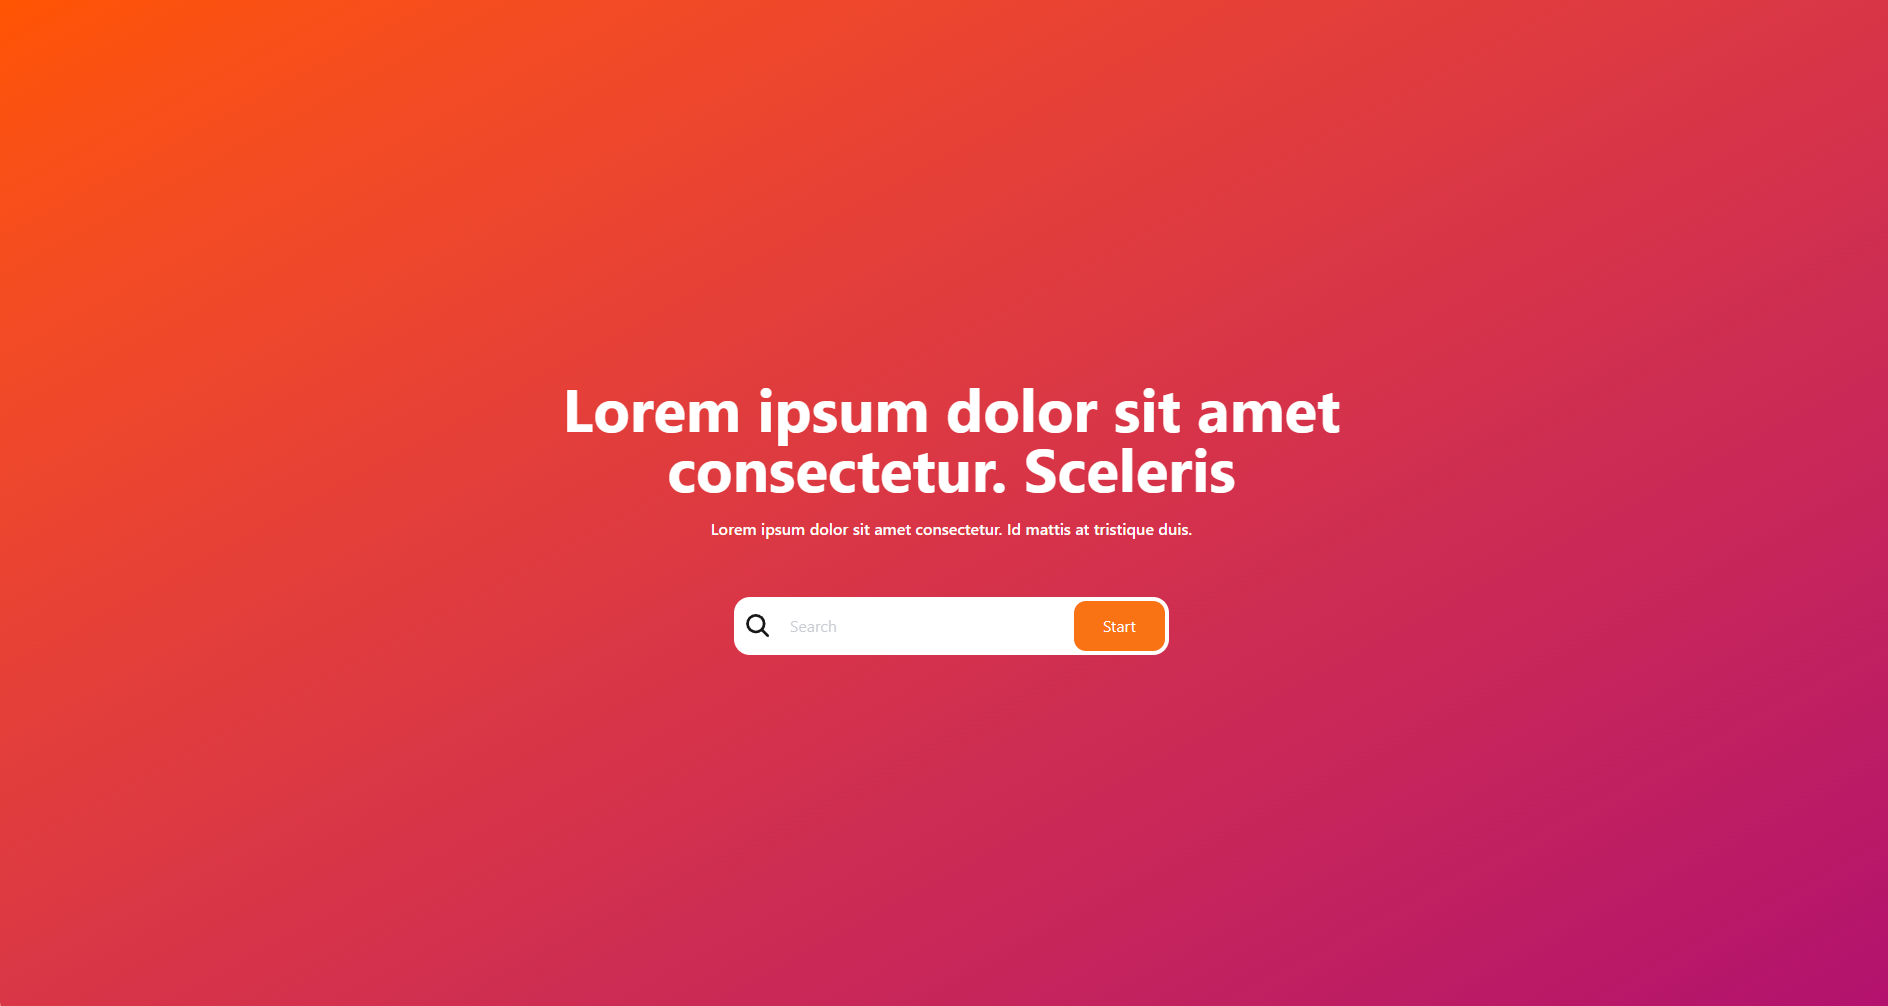 Lorem ipsum dolor sit amet
consectetur. Sceleris
Lorem ipsum dolor sit amet consectetur. Id mattis at tristique duis.
Search
Start